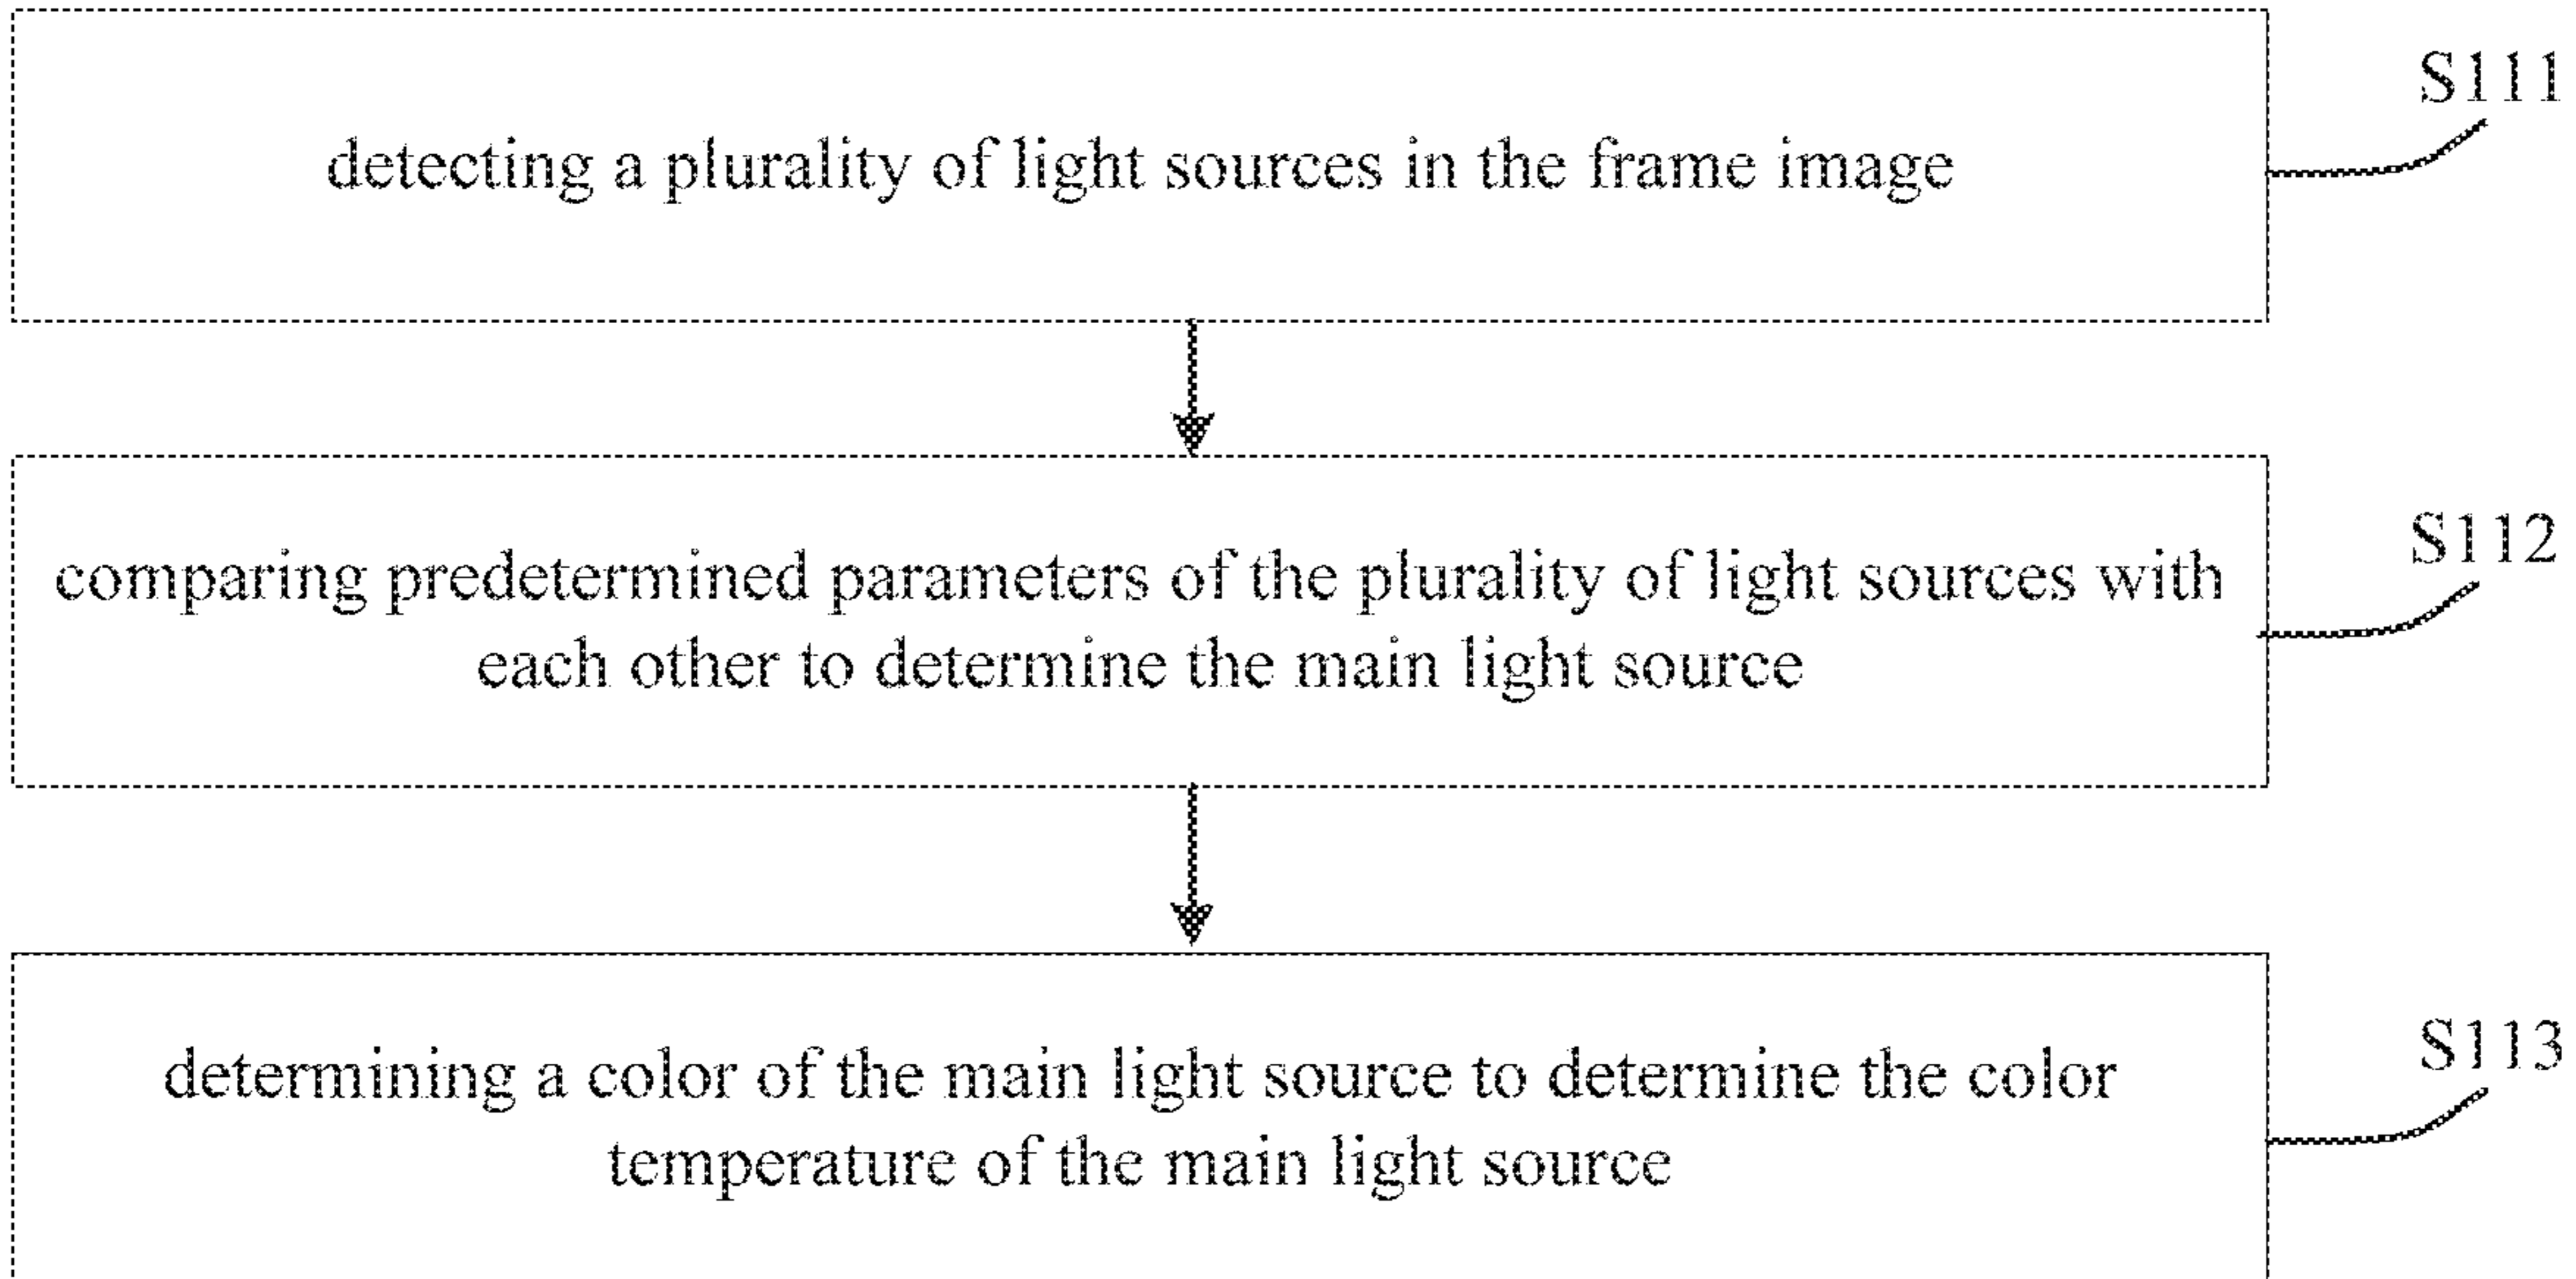 S111
detecting a plurality of light sources in the frame image
S112
comparing predetermined parameters of the plurality of light sources with
each other to determine the main light source
S113
determining a color of the main light source to determine the color
temperature of the main light source